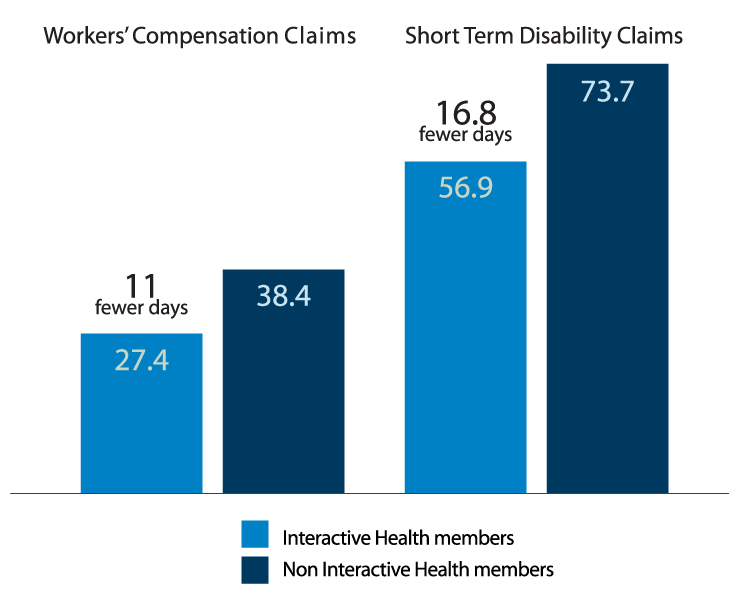 Workers’ Compensation Claims
11
fewer days
27.4
38.4
Short Term Disability Claims
16.8
fewer days
56.9
73.7
Interactive Health members
Non Interactive Health members